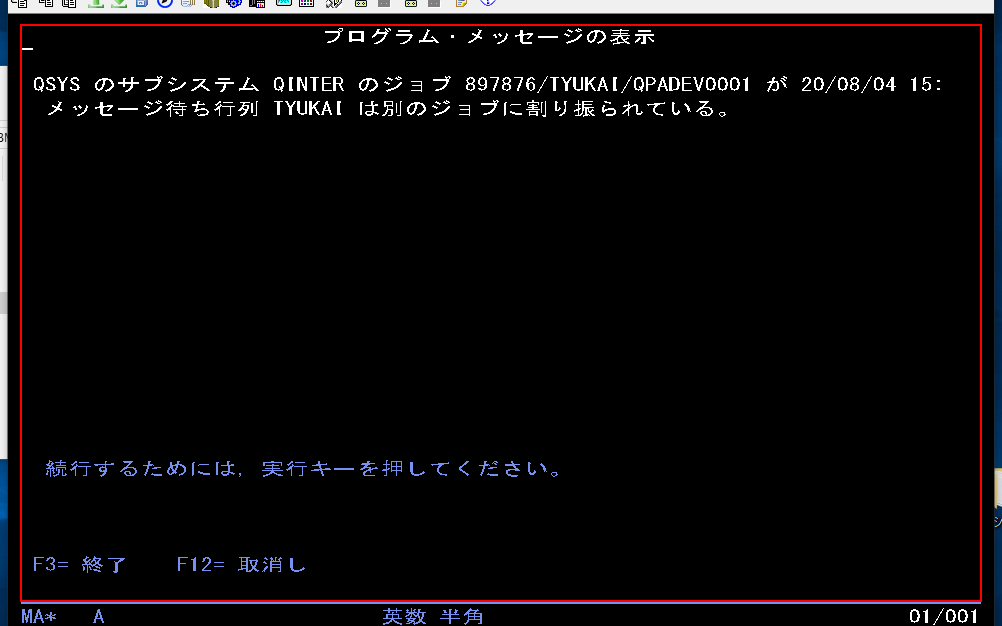 プログラム・メッセージの表示
QSYS のサブシステム QINTER のジョブ 897876/TYUKAI/QPADEV0001 が 20/08/04 15:
メッセージ待ち行列 TYUKAI は別のジョブに割り振られている。
続行するためには, 実行キーを押してください。
F3= 終了 F12= 取消し
MA* A 英数 半角 01/001